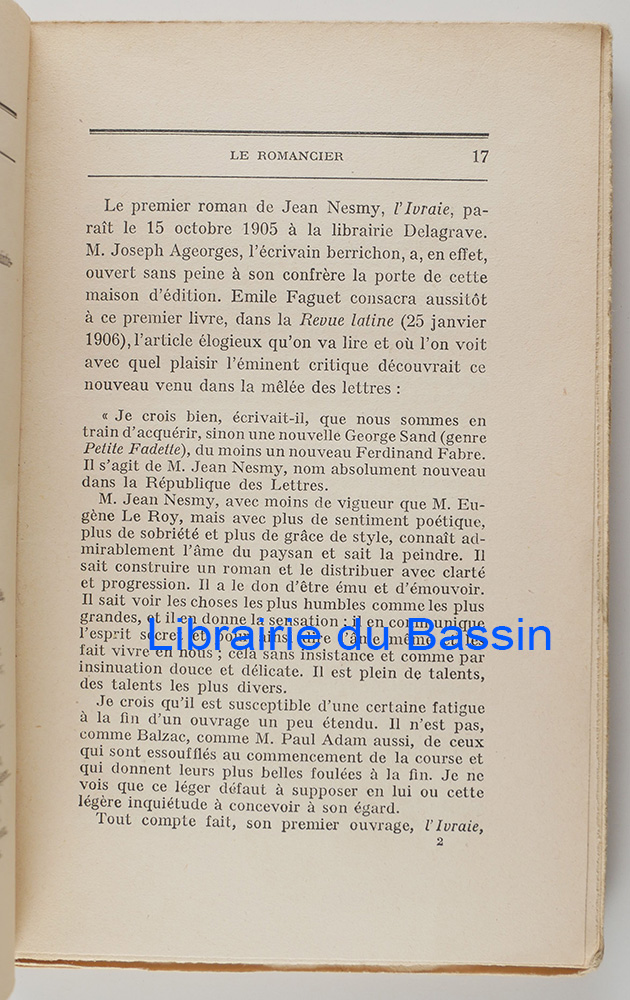 LE ROMANCIER 17
Le premier roman de Jean Nesmy, l'Ivraie, pa-
raît le 15 octobre 1905 à la librairie Delagrave.
M. Joseph Ageorges, l'écrivain berrichon, a, en effet,
ouvert sans peine à son confrère la porte de cette
maison d'édition. Emile Faguet consacra aussitôt
à ce premier livre, dans la Revue latine (25 janvier
1906), l'article élogieux qu'on va lire et où l'on voit
avec quel plaisir l'éminent critique découvrait ce
nouveau venu dans la mêlée des lettres :
« Je crois bien, écrivait-il, que nous sommes en
train d'acquérir, sinon une nouvelle George Sand (genre
Petite Fadette), du moins un nouveau Ferdinand Fabre.
Il s'agit de M. Jean Nesmy, nom absolument nouveau
dans la République des Lettres.
M. Jean Nesmy, avec moins de vigueur que M. Eu-
gène Le Roy, mais avec plus de sentiment poétique,
plus de sobriété et plus de grâce de style, connaît ad-
mirablement l'âme du paysan et sait la peindre. Il
sait construire un roman et le distribuer avec clarté
et progression. Il a le don d'être ému et d'émouvoir.
Il sait voir les choses les plus humbles comme les plus
grandes, et il en donne la sensation ; il en communique
l'esprit secret et pour ainsi dire l'âme même et les
Librairie du Bassin
fait vivre en nous ; cela sans insistance et comme par
insinuation douce et délicate. Il est plein de talents,
des talents les plus divers.
Je crois qu'il est susceptible d'une certaine fatigue
à la fin d'un ouvrage un peu étendu. Il n'est pas,
comme Balzac, comme M. Paul Adam aussi, de ceux
qui sont essoufflés au commencement de la course et
qui donnent leurs plus belles foulées à la fin. Je ne
vois que ce léger défaut à supposer en lui ou cette
légère inquiétude à concevoir à son égard.
Tout compte fait, son premier ouvrage, l'Ivraie,
2